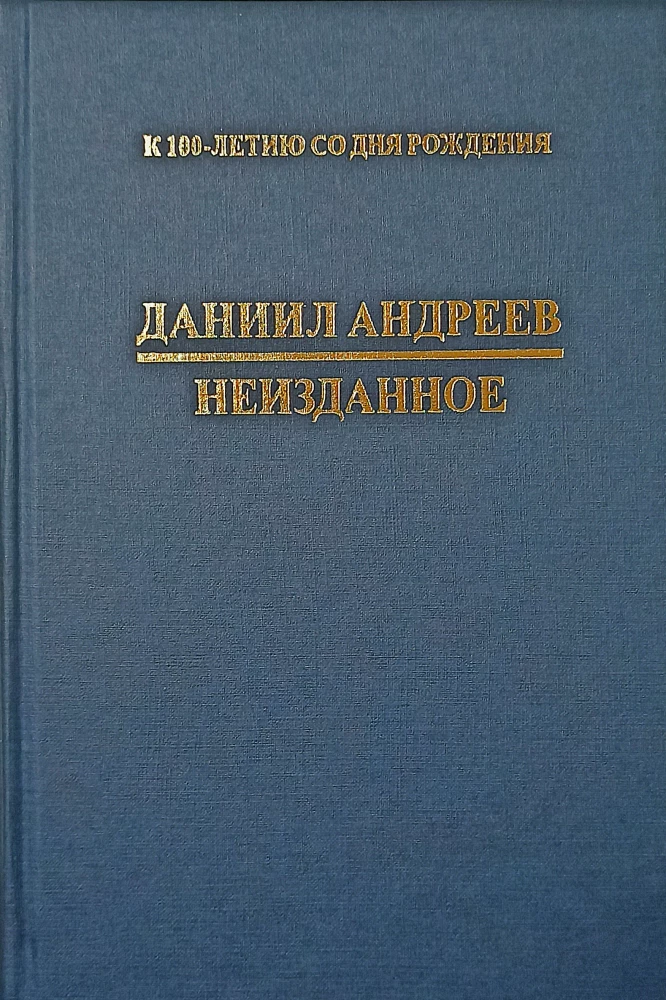 К 100-ЛЕТИЮ СО ДНЯ РОЖДЕНИЯ
ДАНИИЛ АНДРЕЕВ
НЕИЗДАННОЕ